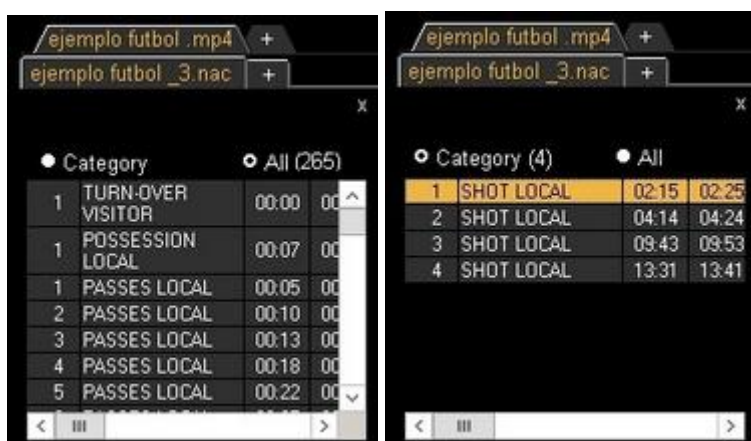 ejemplo futbol .mp4 +
ejemplo futbol _3.nac +
x
Category All (265)
1 TURN-OVER VISITOR 00:00
1 POSSESSION LOCAL 00:07
1 PASSES LOCAL 00:05
2 PASSES LOCAL 00:10
3 PASSES LOCAL 00:13
4 PASSES LOCAL 00:18
5 PASSES LOCAL 00:22
ejemplo futbol .mp4 +
ejemplo futbol _3.nac +
x
Category (4) All
1 SHOT LOCAL 02:15 02:25
2 SHOT LOCAL 04:14 04:24
3 SHOT LOCAL 09:43 09:53
4 SHOT LOCAL 13:31 13:41